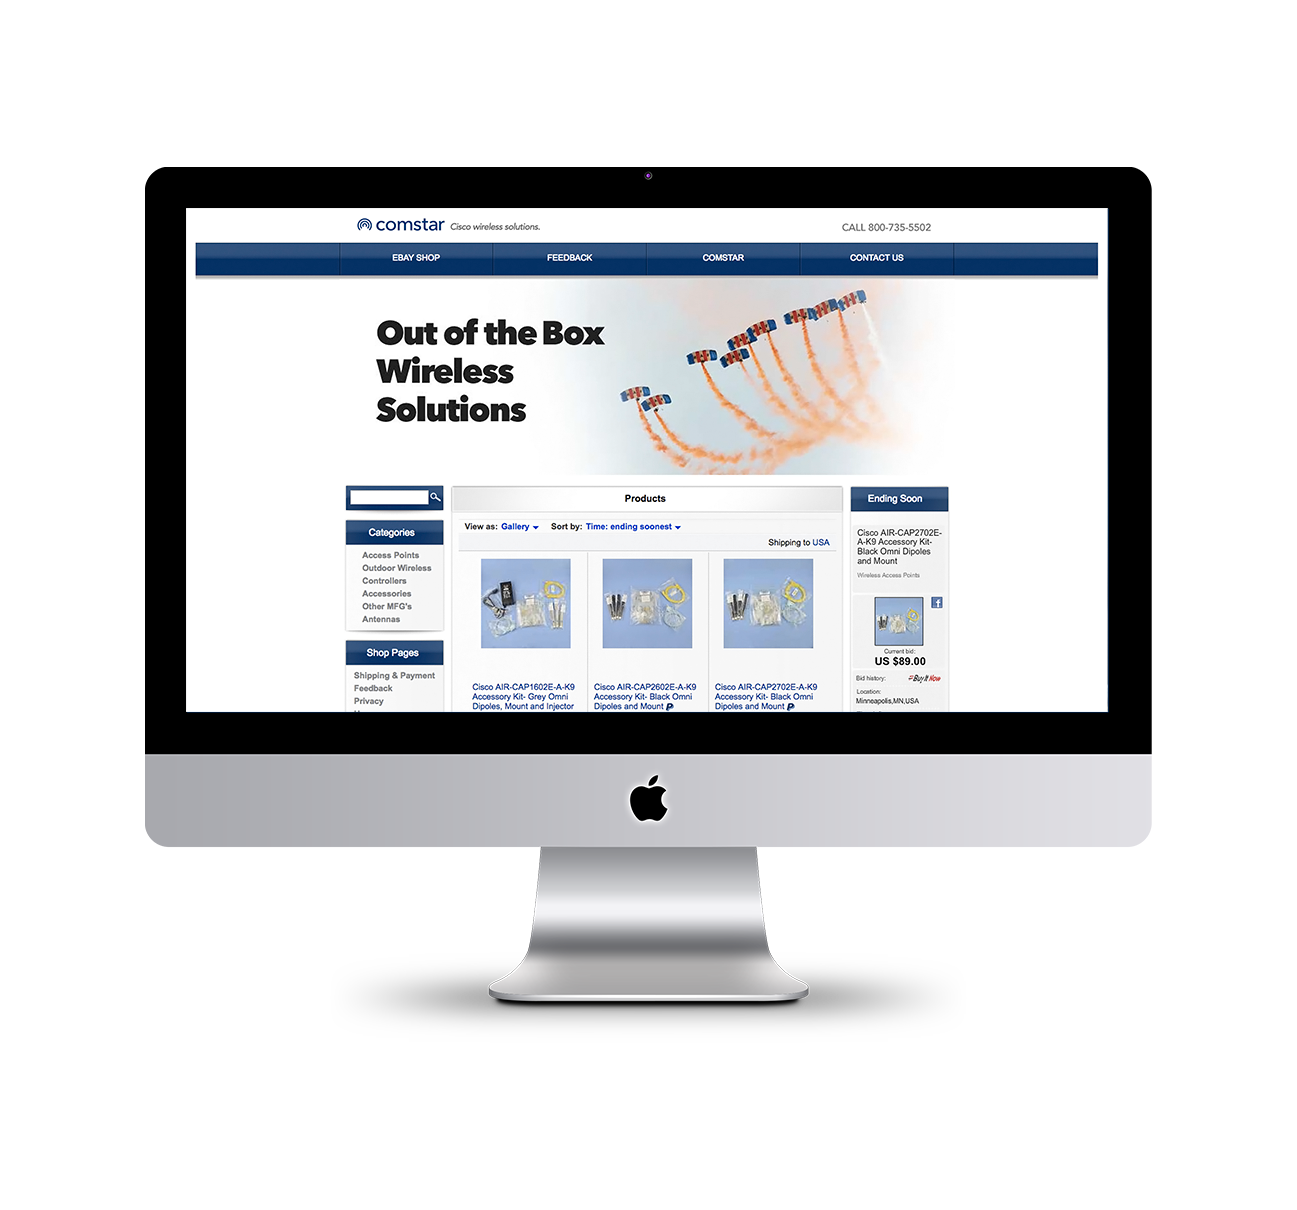 comstar Cisco wireless solutions.
CALL 800-735-5502
EBAY SHOP
FEEDBACK
COMSTAR
CONTACT US
Out of the Box
Wireless
Solutions
Categories
Access Points
Outdoor Wireless
Controllers
Accessories
Other MFG's
Antennas
Shop Pages
Shipping & Payment
Feedback
Privacy
Products
View as: Gallery Sort by: Time: ending soonest
Shipping to USA
Cisco AIR-CAP1602E-A-K9
Accessory Kit- Grey Omni
Dipoles, Mount and Injector
Cisco AIR-CAP2602E-A-K9
Accessory Kit- Black Omni
Dipoles and Mount
Cisco AIR-CAP2702E-A-K9
Accessory Kit- Black Omni
Dipoles and Mount
Ending Soon
Cisco AIR-CAP2702E-
A-K9 Accessory Kit-
Black Omni Dipoles
and Mount
Wireless Access Points
Current bid:
US $89.00
Bid history: Buy It Now
Location:
Minneapolis,MN,USA